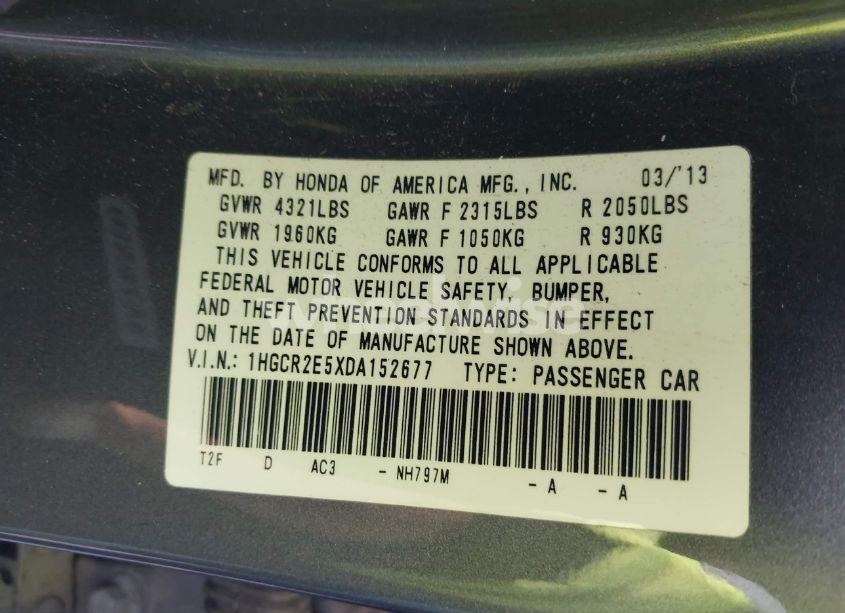 MFD. BY HONDA OF AMERICA MFG., INC. 03/'13
GVWR 4321LBS GAWR F 2315LBS R 2050LBS
GVWR 1960KG GAWR F 1050KG R 930KG
THIS VEHICLE CONFORMS TO ALL APPLICABLE
FEDERAL MOTOR VEHICLE SAFETY, BUMPER,
AND THEFT PREVENTION STANDARDS IN EFFECT
ON THE DATE OF MANUFACTURE SHOWN ABOVE.
V.I.N.: 1HGCR2E5XDA152677 TYPE: PASSENGER CAR
T2F D AC3 - NH797M - A - A